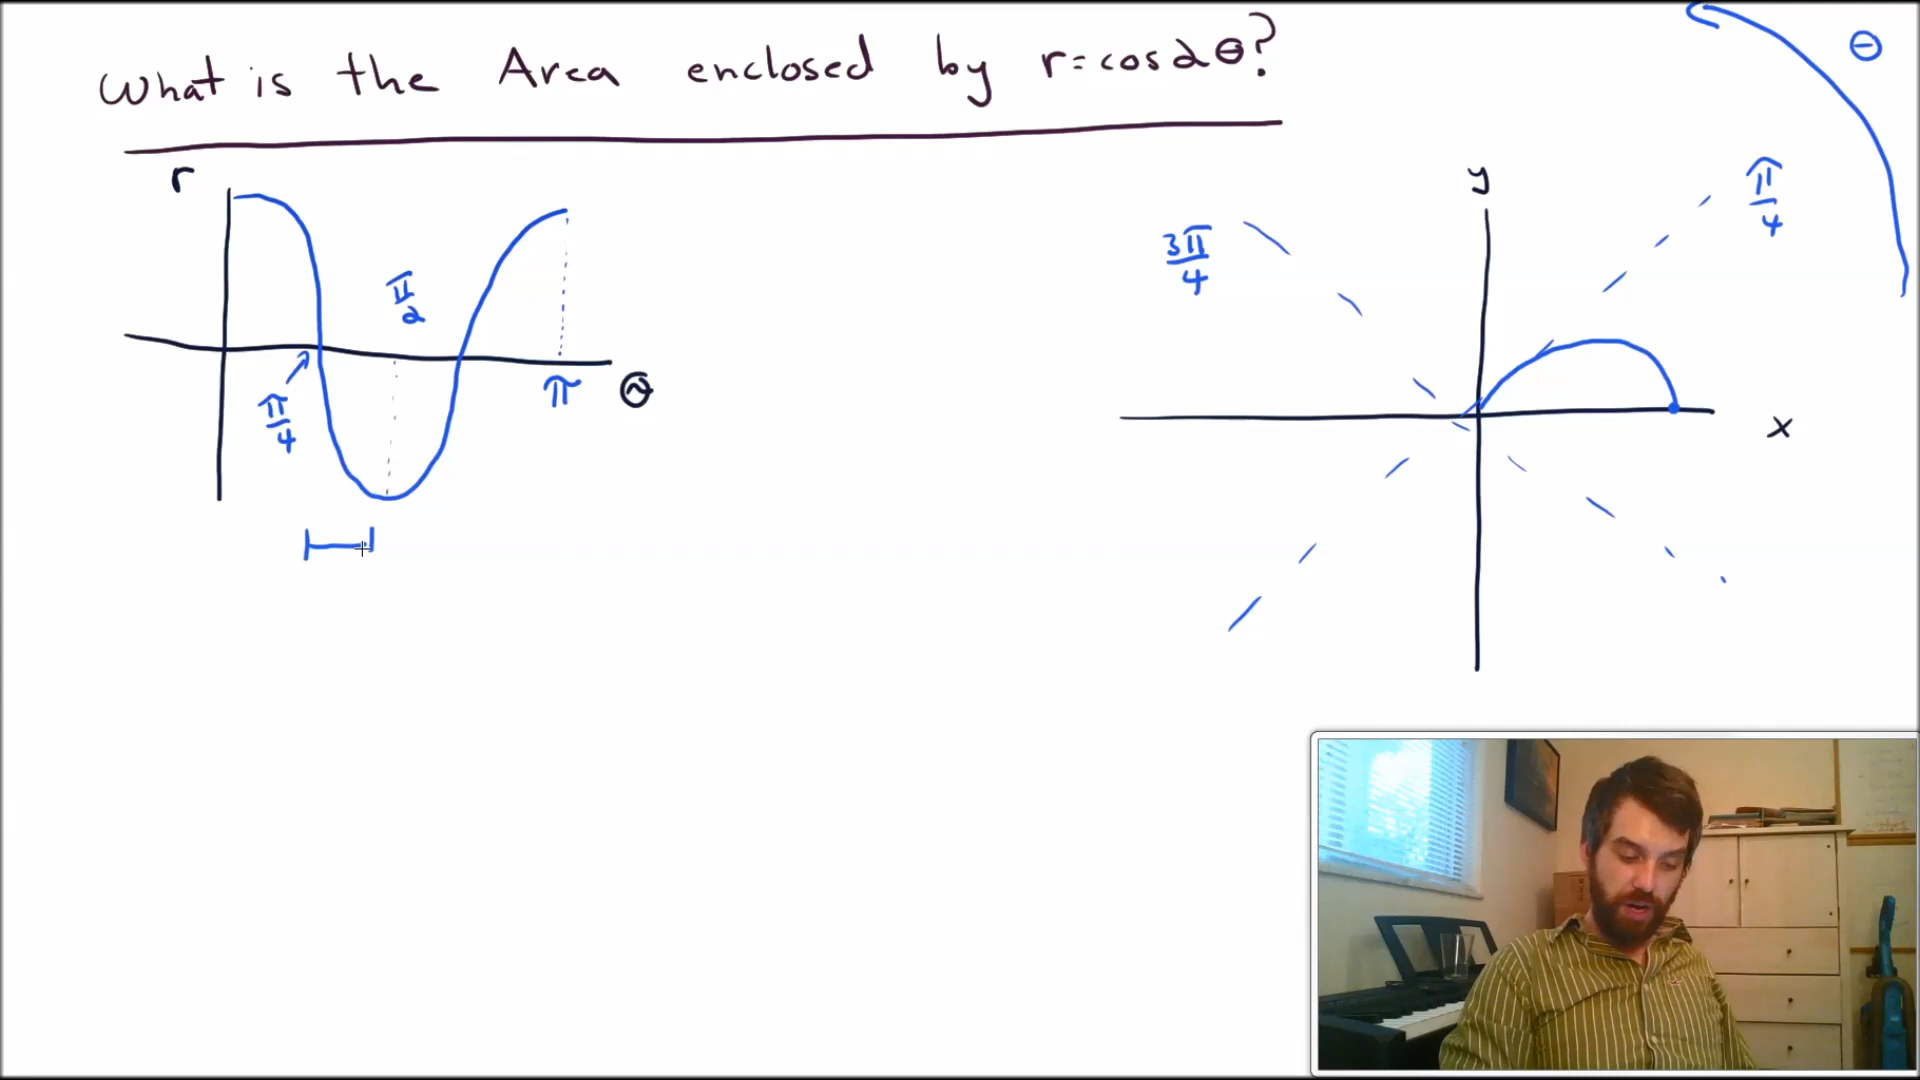 What is the Area enclosed by r=cos2θ?
r
π/2
π/4
π
θ
y
3π/4
π/4
θ
x